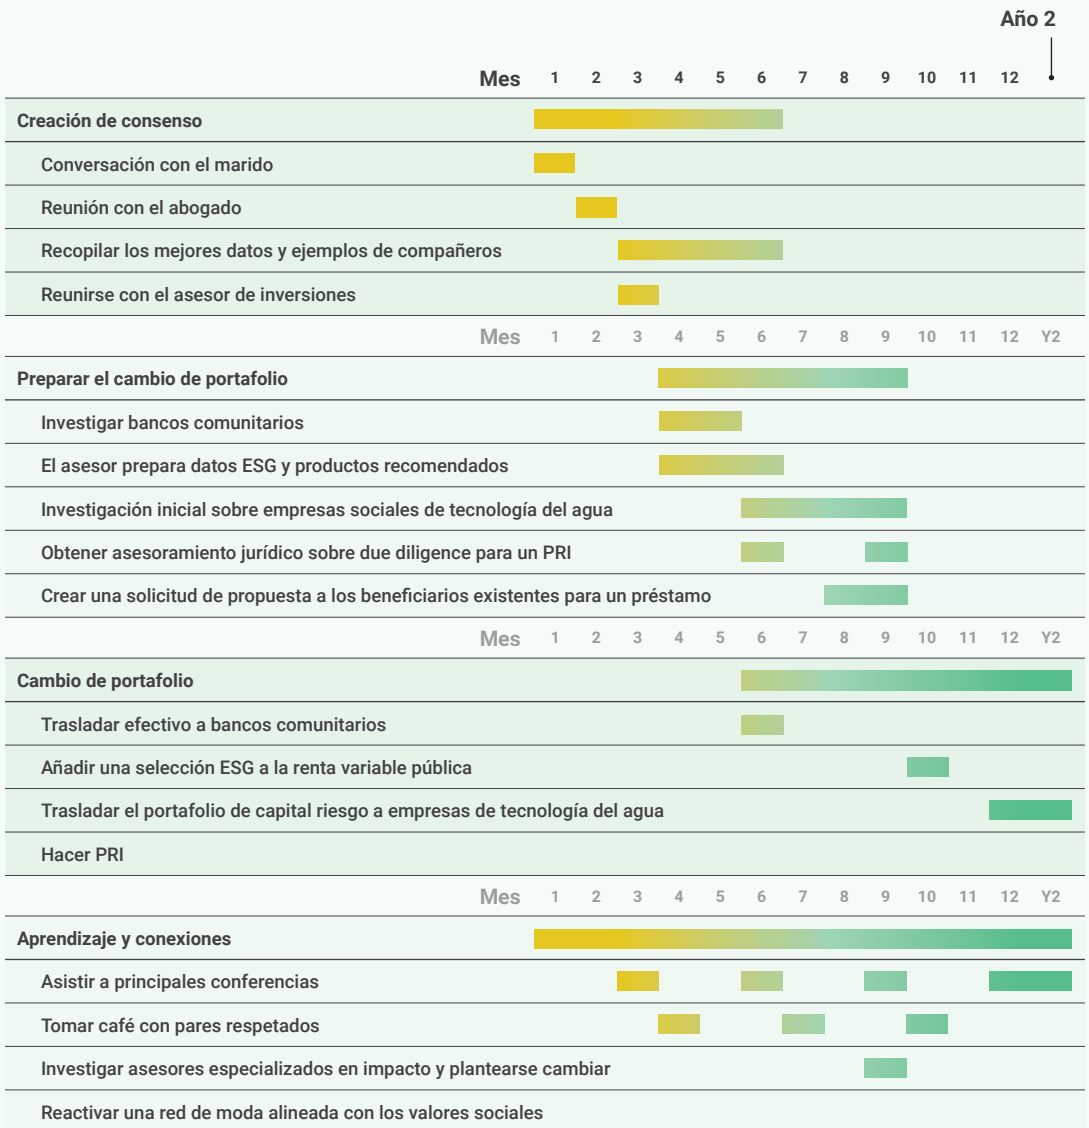 Año 2
Mes 1 2 3 4 5 6 7 8 9 10 11 12
Creación de consenso
Conversación con el marido
Reunión con el abogado
Recopilar los mejores datos y ejemplos de compañeros
Reunirse con el asesor de inversiones
Mes 1 2 3 4 5 6 7 8 9 10 11 12 Y2
Preparar el cambio de portafolio
Investigar bancos comunitarios
El asesor prepara datos ESG y productos recomendados
Investigación inicial sobre empresas sociales de tecnología del agua
Obtener asesoramiento jurídico sobre due diligence para un PRI
Crear una solicitud de propuesta a los beneficiarios existentes para un préstamo
Mes 1 2 3 4 5 6 7 8 9 10 11 12 Y2
Cambio de portafolio
Trasladar efectivo a bancos comunitarios
Añadir una selección ESG a la renta variable pública
Trasladar el portafolio de capital riesgo a empresas de tecnología del agua
Hacer PRI
Mes 1 2 3 4 5 6 7 8 9 10 11 12 Y2
Aprendizaje y conexiones
Asistir a principales conferencias
Tomar café con pares respetados
Investigar asesores especializados en impacto y plantearse cambiar
Reactivar una red de moda alineada con los valores sociales